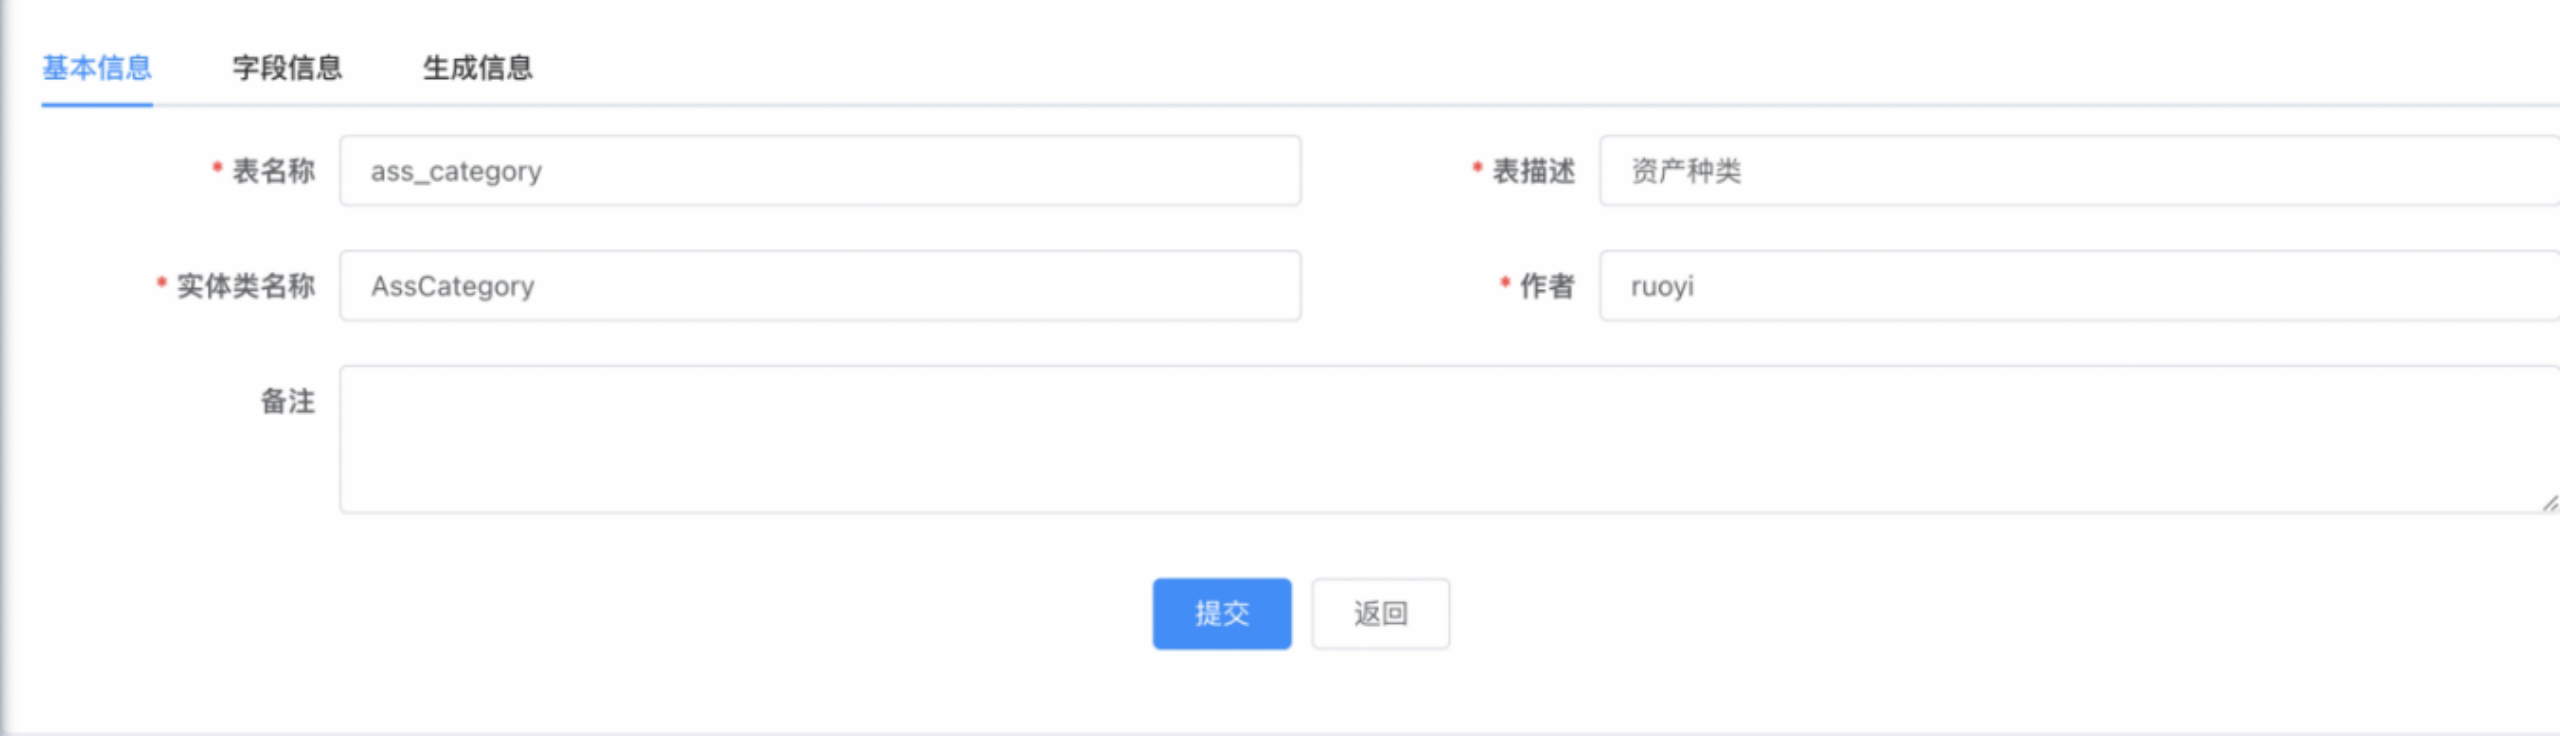 基本信息 字段信息 生成信息
* 表名称 ass_category * 表描述 资产种类
* 实体类名称 AssCategory * 作者 ruoyi
备注
提交 返回